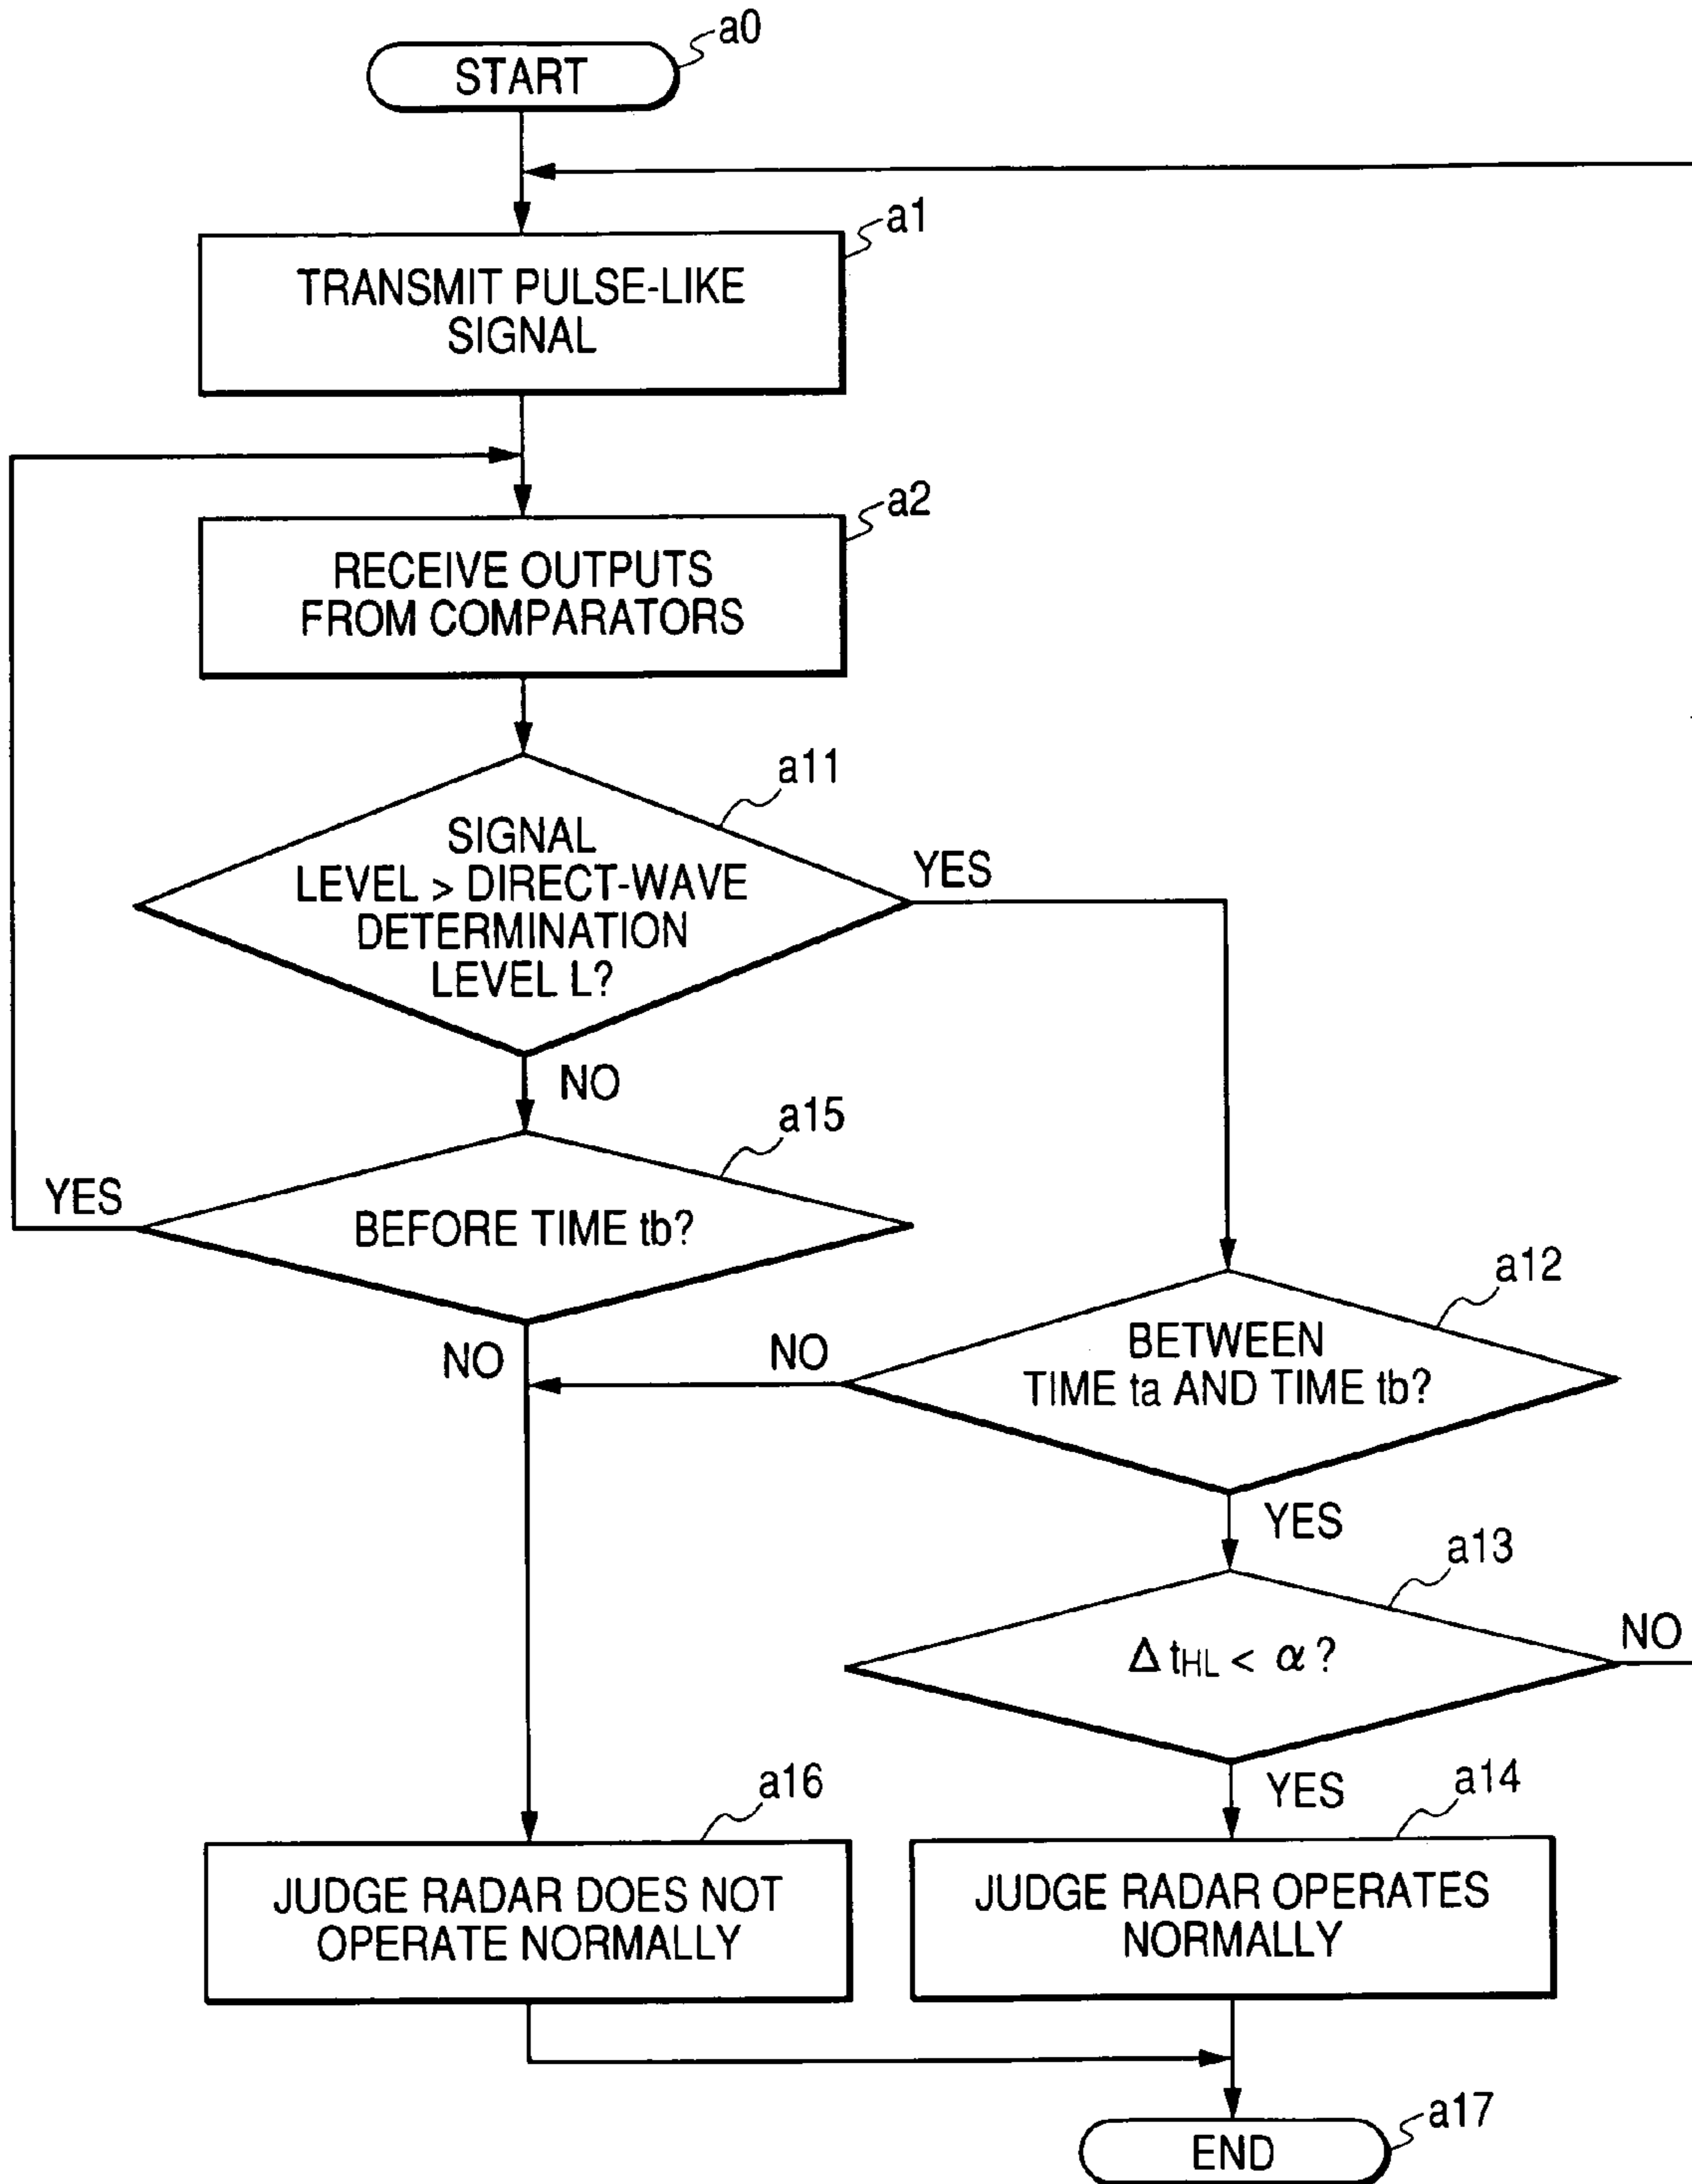 a0
START
a1
TRANSMIT PULSE-LIKE
SIGNAL
a2
RECEIVE OUTPUTS
FROM COMPARATORS
a11
SIGNAL
LEVEL > DIRECT-WAVE
DETERMINATION
LEVEL L?
YES
NO
a15
YES
BEFORE TIME tb?
NO
a12
NO
BETWEEN
TIME ta AND TIME tb?
YES
a13
Δ tHL < α ?
NO
YES
a16
JUDGE RADAR DOES NOT
OPERATE NORMALLY
a14
JUDGE RADAR OPERATES
NORMALLY
a17
END